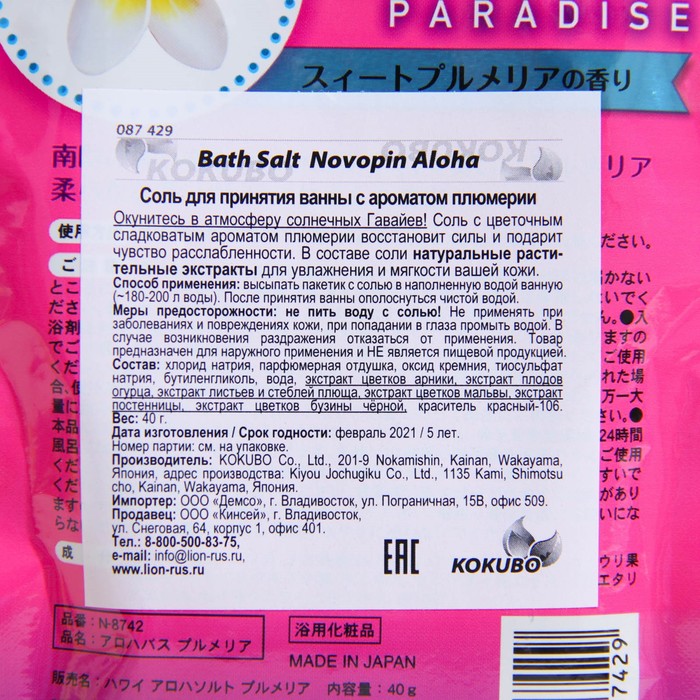 PARADISE
スィートプルメリアの香り
087 429
Bath Salt Novopin Aloha
Соль для принятия ванны с ароматом плюмерии
Окунитесь в атмосферу солнечных Гавайев! Соль с цветочным
сладковатым ароматом плюмерии восстановит силы и подарит
чувство расслабленности. В составе соли натуральные расти-
тельные экстракты для увлажнения и мягкости вашей кожи.
Способ применения: высыпать пакетик с солью в наполненную водой ванную
(~180-200 л воды). После принятия ванны ополоснуться чистой водой.
Меры предосторожности: не пить воду с солью! Не применять при
заболеваниях и повреждениях кожи, при попадании в глаза промыть водой. В
случае возникновения раздражения отказаться от применения. Товар
предназначен для наружного применения и НЕ является пищевой продукцией.
Состав: хлорид натрия, парфюмерная отдушка, оксид кремния, тиосульфат
натрия, бутиленгликоль, вода, экстракт цветков арники, экстракт плодов
огурца, экстракт листьев и стеблей плюща, экстракт цветков мальвы, экстракт
постенницы, экстракт цветков бузины чёрной, краситель красный-106.
Вес: 40 г.
Дата изготовления / Срок годности: февраль 2021 / 5 лет.
Номер партии: см. на упаковке.
Производитель: KOKUBO Co., Ltd., 201-9 Nokamishin, Kainan, Wakayama,
Япония, адрес производства: Kiyou Jochugiku Co., Ltd., 1135 Kami, Shimotsu
cho, Kainan, Wakayama, Япония.
Импортер: ООО «Демсо», г. Владивосток, ул. Пограничная, 15В, офис 509.
Продавец: ООО «Кинсей», г. Владивосток,
ул. Снеговая, 64, корпус 1, офис 401.
Тел.: 8-800-500-83-75,
e-mail: info@lion-rus.ru,
www.lion-rus.ru
EAC
KOKUBO
品番: N-8742
品名: アロハバス プルメリア
浴用化粧品
MADE IN JAPAN
販売名: ハワイ アロハソルト プルメリア 内容量: 40g
7429